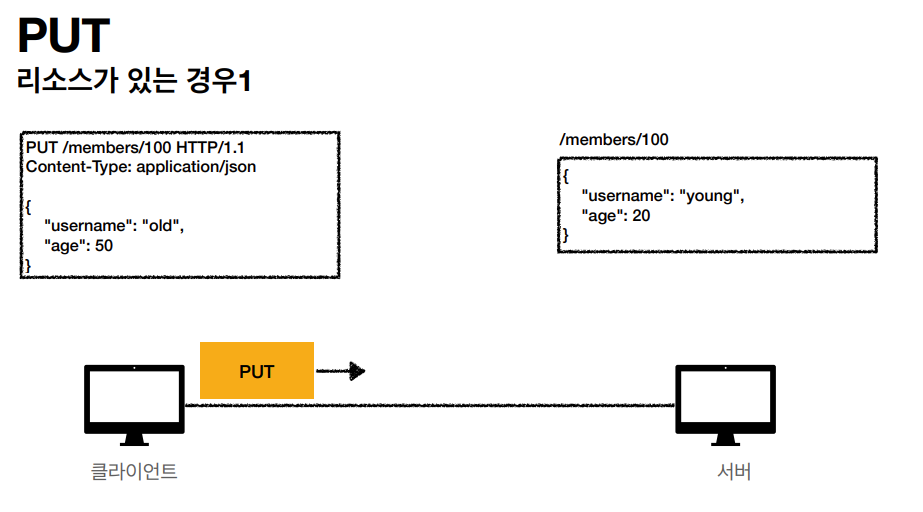 PUT
리소스가 있는 경우1
PUT /members/100 HTTP/1.1
Content-Type: application/json
{
"username": "old",
"age": 50
}
/members/100
{
"username": "young",
"age": 20
}
PUT
클라이언트
서버